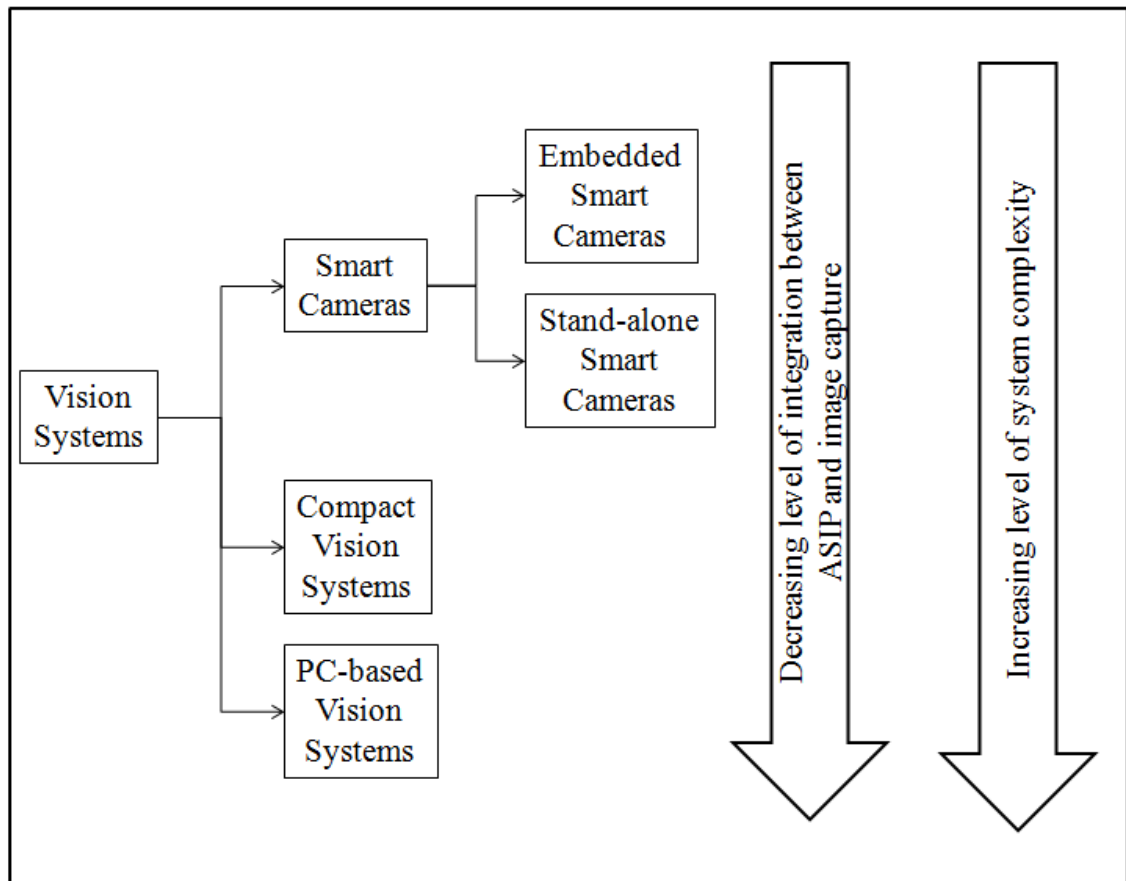 Vision
Systems
Smart
Cameras
Embedded
Smart
Cameras
Stand-alone
Smart
Cameras
Compact
Vision
Systems
PC-based
Vision
Systems
Decreasing level of integration between
ASIP and image capture
Increasing level of system complexity